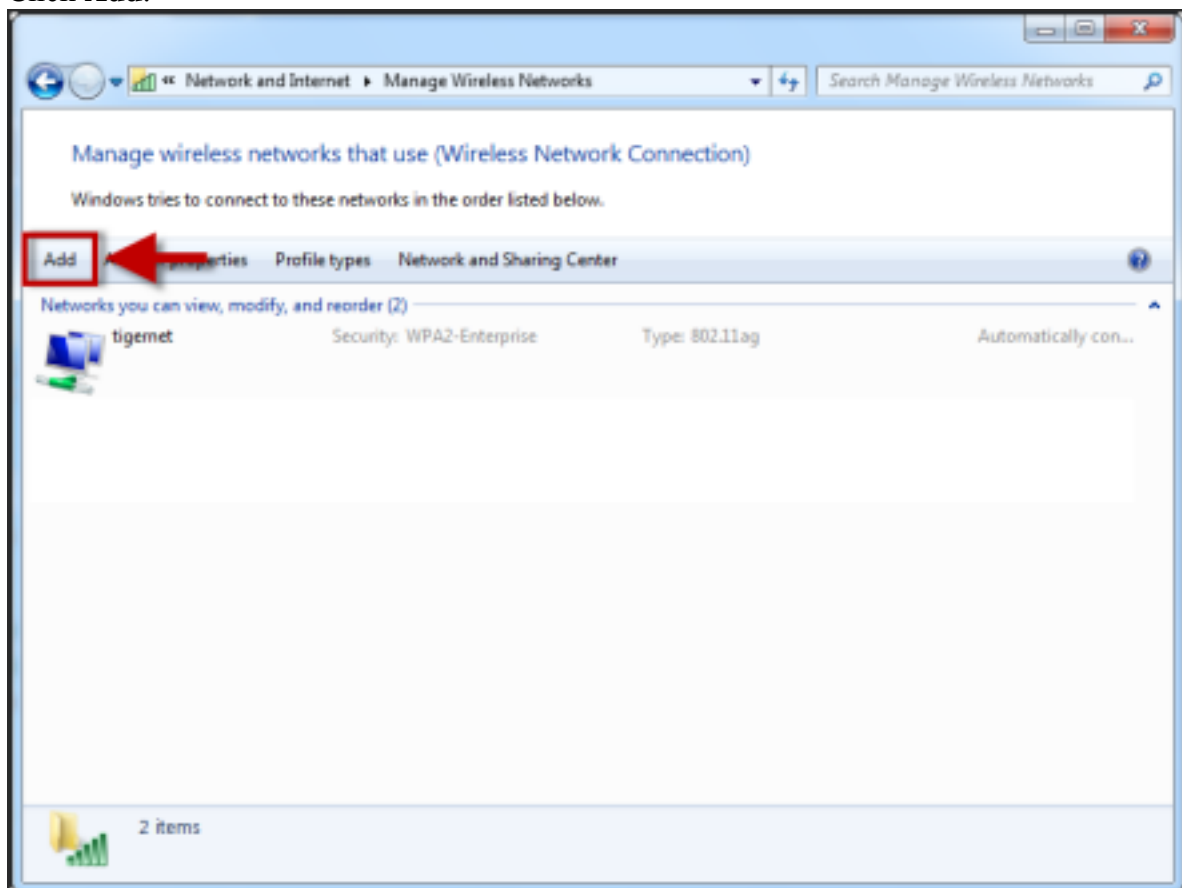 « Network and Internet ▸ Manage Wireless Networks
Search Manage Wireless Networks
Manage wireless networks that use (Wireless Network Connection)
Windows tries to connect to these networks in the order listed below.
Add properties Profile types Network and Sharing Center
Networks you can view, modify, and reorder (2)
tigernet Security: WPA2-Enterprise Type: 802.11ag Automatically con...
2 items